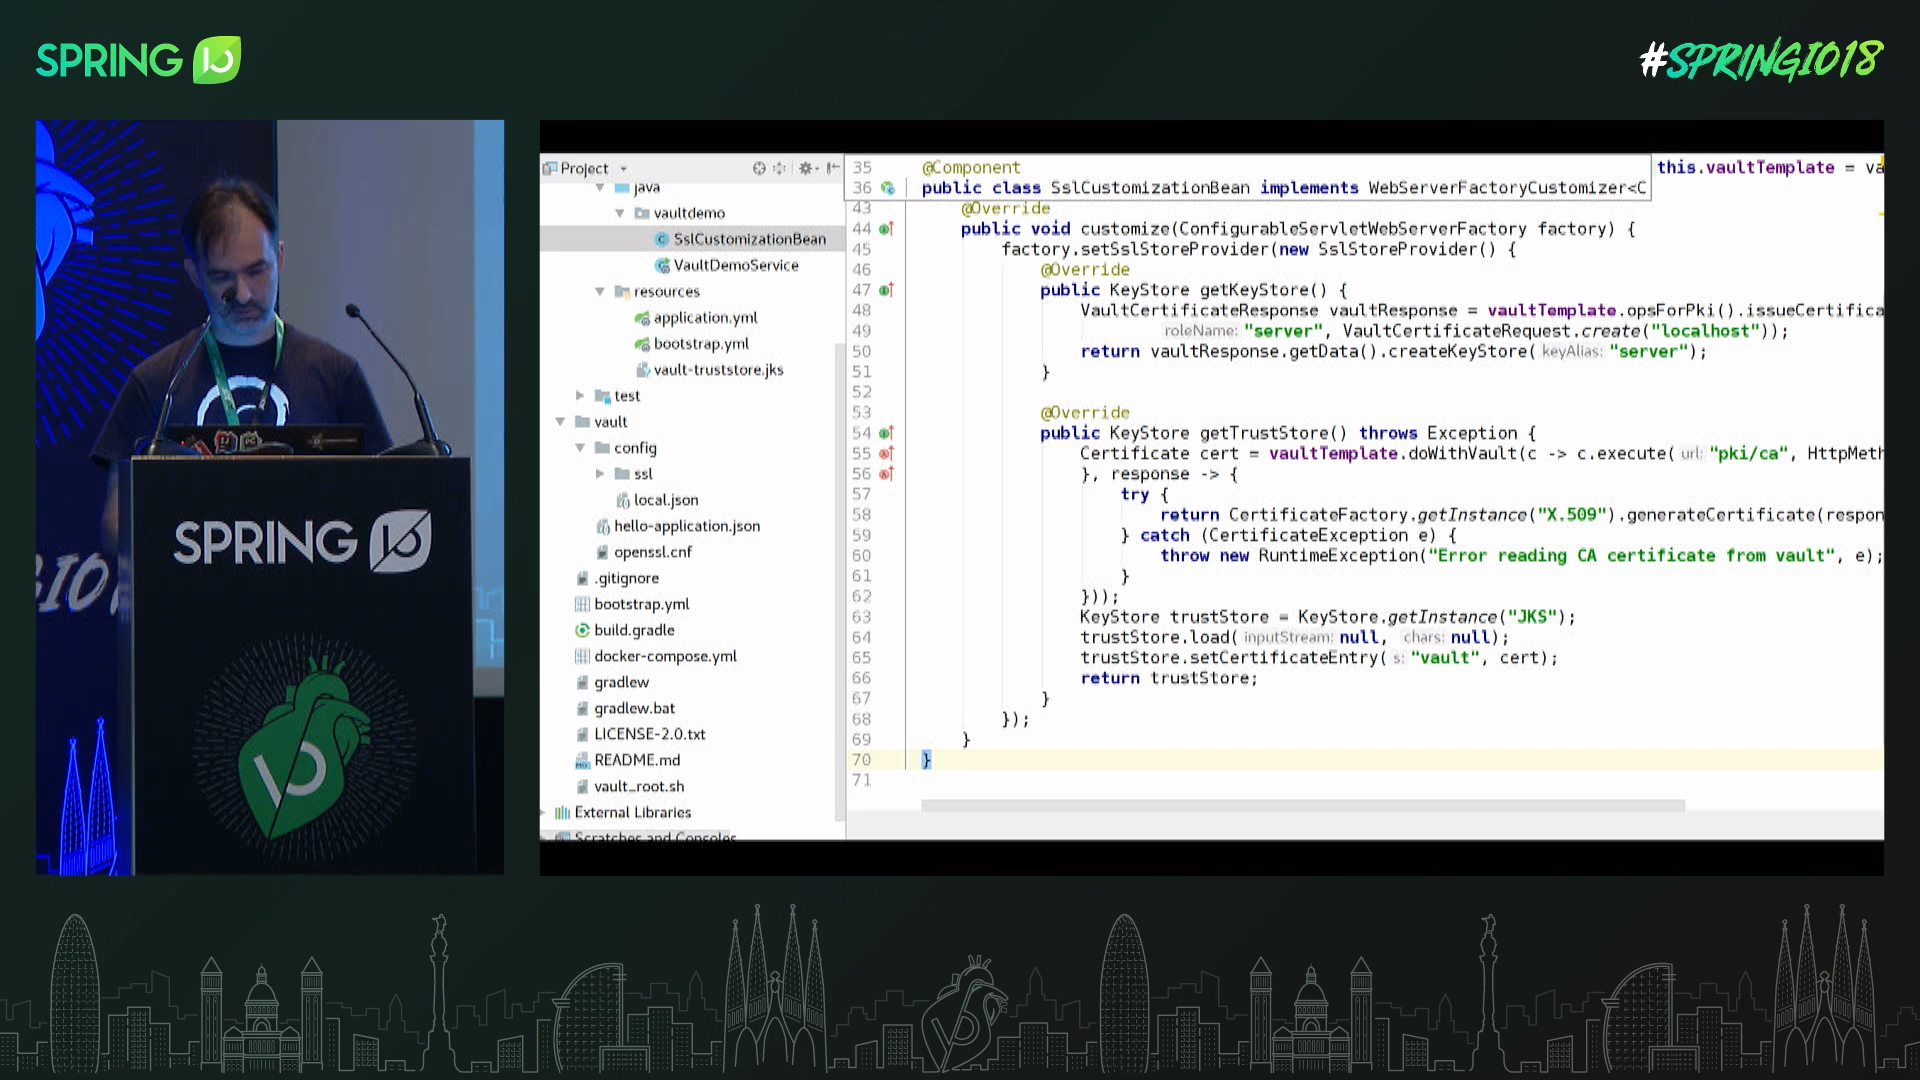 SPRING IO
#SPRINGIO18
SPRING IO
Project
java
vaultdemo
SslCustomizationBean
VaultDemoService
resources
application.yml
bootstrap.yml
vault-truststore.jks
test
vault
config
ssl
local.json
hello-application.json
openssl.cnf
.gitignore
bootstrap.yml
build.gradle
docker-compose.yml
gradlew
gradlew.bat
LICENSE-2.0.txt
README.md
vault_root.sh
External Libraries
Scratches and Consoles
35 @Component
this.vaultTemplate = va
36 public class SslCustomizationBean implements WebServerFactoryCustomizer<C
43 @Override
44 public void customize(ConfigurableServletWebServerFactory factory) {
45 factory.setSslStoreProvider(new SslStoreProvider() {
46 @Override
47 public KeyStore getKeyStore() {
48 VaultCertificateResponse vaultResponse = vaultTemplate.opsForPki().issueCertifica
49 roleName: "server", VaultCertificateRequest.create("localhost"));
50 return vaultResponse.getData().createKeyStore( keyAlias: "server");
51 }
52
53 @Override
54 public KeyStore getTrustStore() throws Exception {
55 Certificate cert = vaultTemplate.doWithVault(c -> c.execute( url: "pki/ca", HttpMeth
56 }, response -> {
57 try {
58 return CertificateFactory.getInstance("X.509").generateCertificate(respon
59 } catch (CertificateException e) {
60 throw new RuntimeException("Error reading CA certificate from vault", e);
61 }
62 }));
63 KeyStore trustStore = KeyStore.getInstance("JKS");
64 trustStore.load( inputStream: null, chars: null);
65 trustStore.setCertificateEntry( s: "vault", cert);
66 return trustStore;
67 }
68 });
69 }
70 }
71